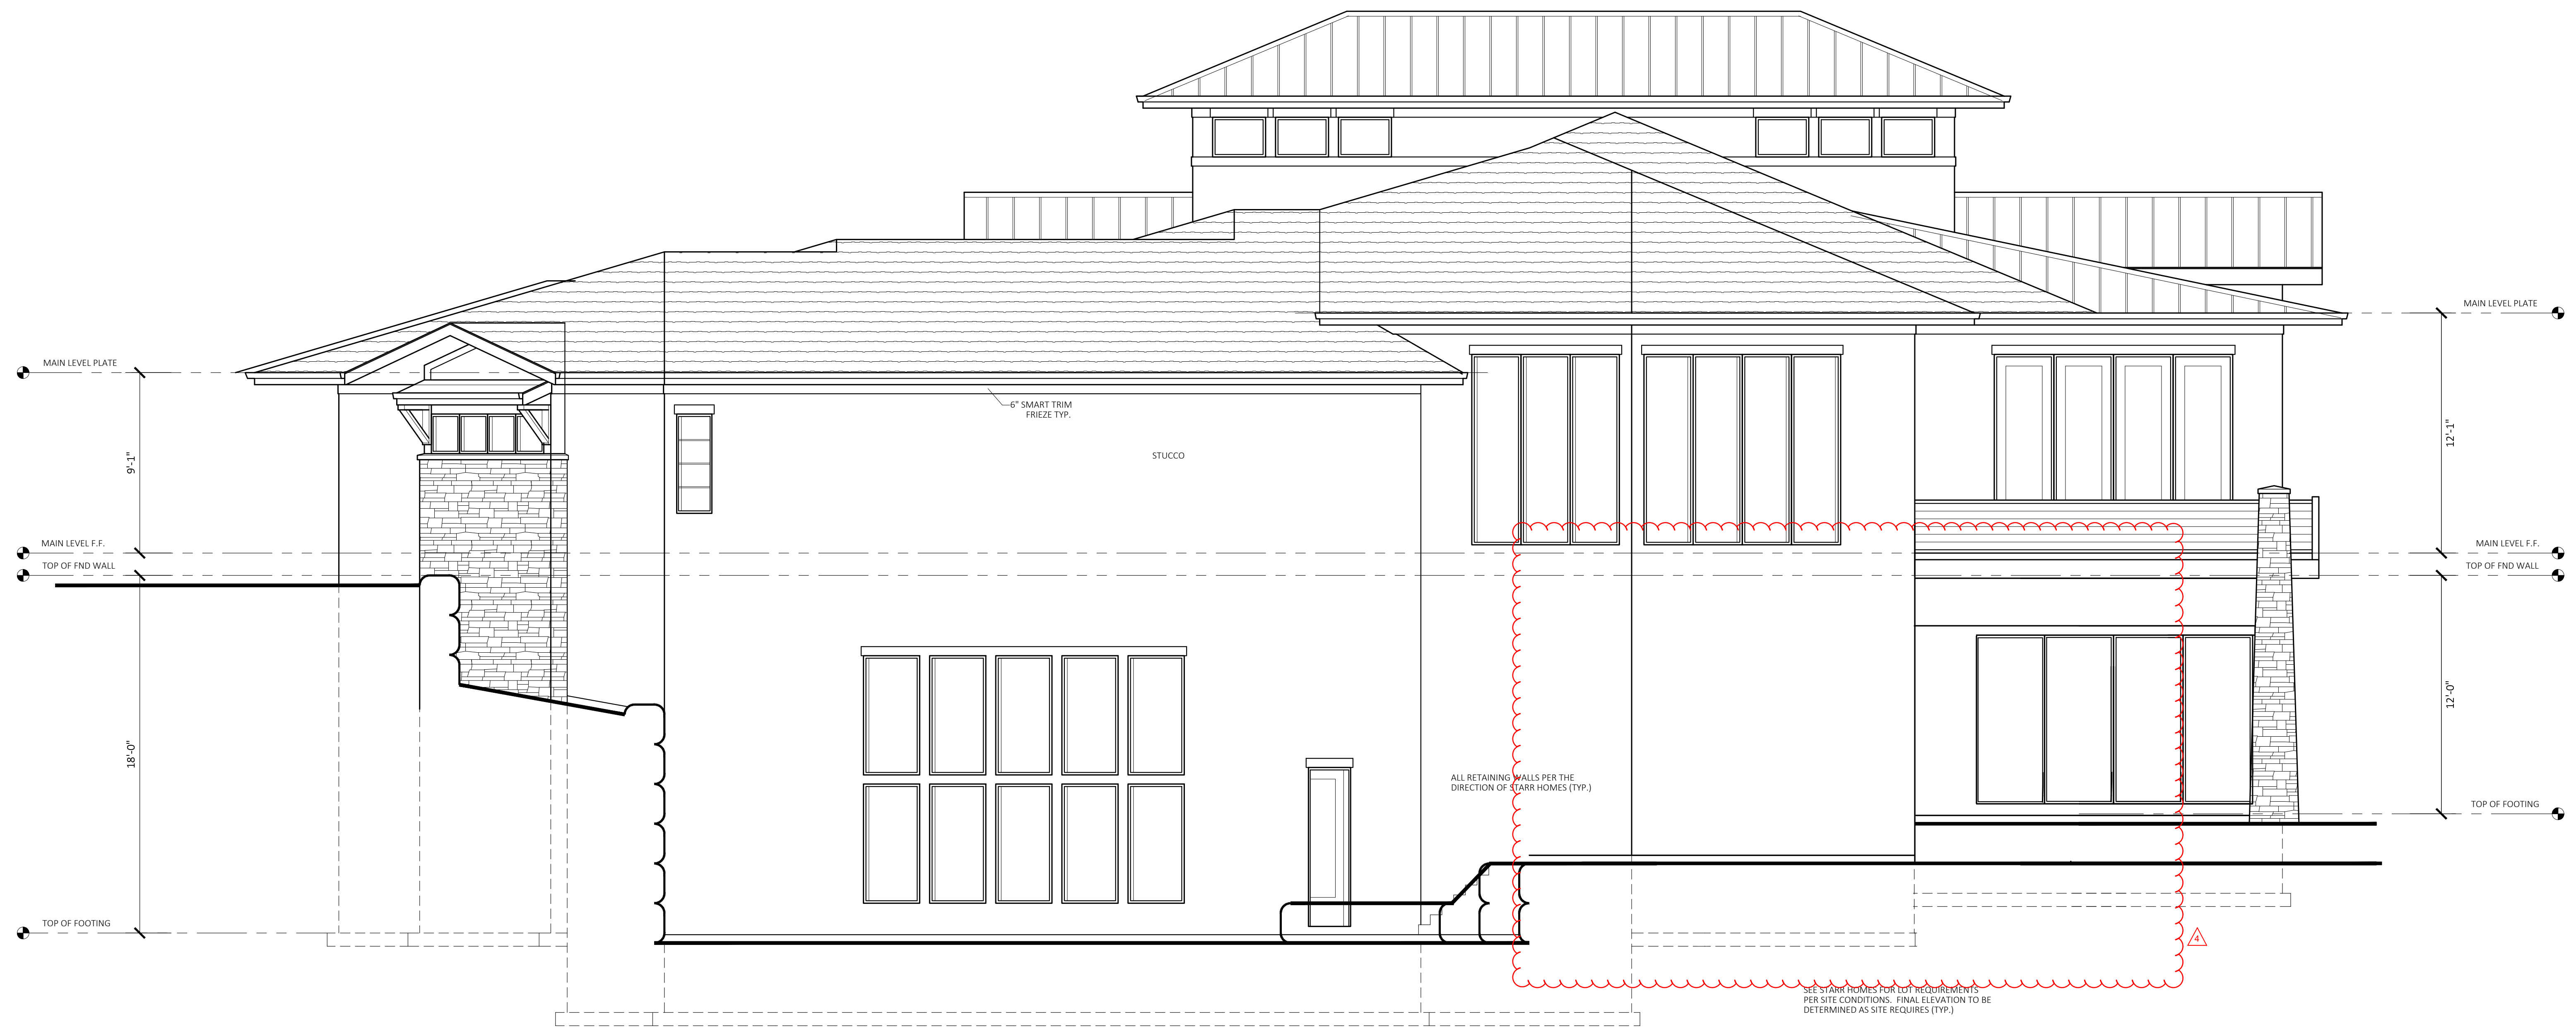 MAIN LEVEL PLATE
MAIN LEVEL PLATE
6" SMART TRIM
FRIEZE TYP.
STUCCO
9'-1"
12'-1"
MAIN LEVEL F.F.
MAIN LEVEL F.F.
TOP OF FND WALL
TOP OF FND WALL
18'-0"
12'-0"
ALL RETAINING WALLS PER THE
DIRECTION OF STARR HOMES (TYP.)
TOP OF FOOTING
TOP OF FOOTING
4
SEE STARR HOMES FOR LOT REQUIREMENTS
PER SITE CONDITIONS.  FINAL ELEVATION TO BE
DETERMINED AS SITE REQUIRES (TYP.)